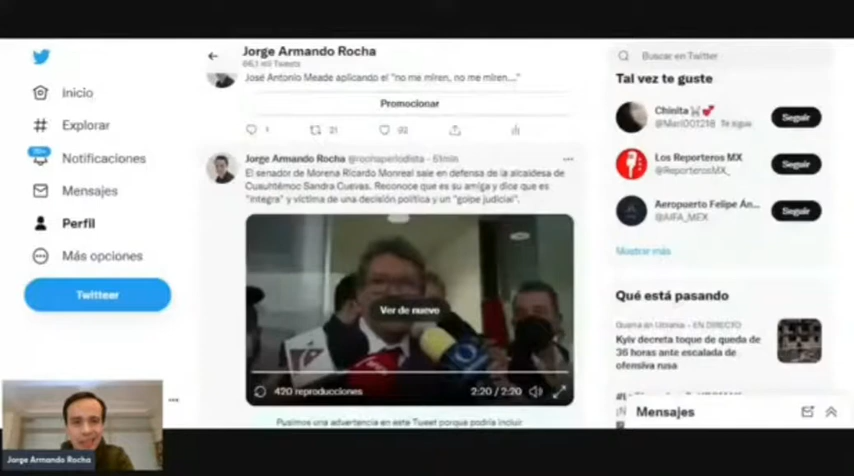 Inicio
Explorar
Notificaciones
Mensajes
Perfil
Más opciones
Twitteer
Jorge Armando Rocha
Jorge Armando Rocha
66,1 mil Tweets
José Antonio Meade aplicando el "no me miren, no me miren...."
Promocionar
1
21
92
Jorge Armando Rocha @rochaperiodista · 51min
El senador de Morena Ricardo Monreal sale en defensa de la alcaldesa de
Cuauhtémoc Sandra Cuevas. Reconoce que es su amiga y dice que es
"íntegra" y víctima de una decisión política y un "golpe judicial".
Ver de nuevo
420 reproducciones
2:20 / 2:20
Pusimos una advertencia en este Tweet porque podría incluir
Buscar en Twitter
Tal vez te guste
Chinita
@Mari001218 Te sigue
Seguir
Los Reporteros MX
@ReporterosMX_
Seguir
Aeropuerto Felipe Án...
@AIFA_MEX
Seguir
Mostrar más
Qué está pasando
Guerra en Ucrania · EN DIRECTO
Kyiv decreta toque de queda de
36 horas ante escalada de
ofensiva rusa
Mensajes